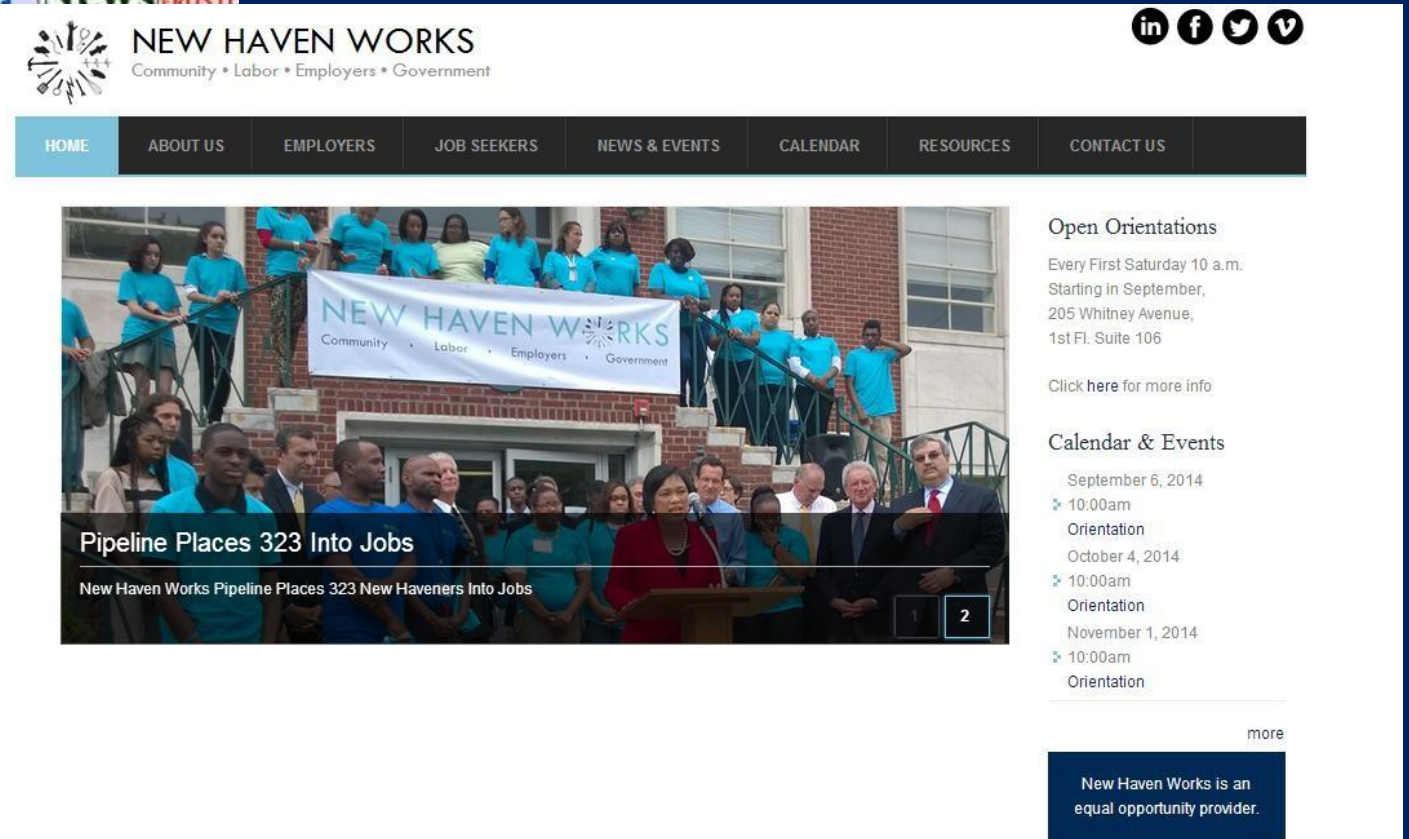 NEWS
NEW HAVEN WORKS
Community • Labor • Employers • Government
HOME ABOUT US EMPLOYERS JOB SEEKERS NEWS & EVENTS CALENDAR RESOURCES CONTACT US
NEW HAVEN WORKS
Community • Labor • Employers • Government
Pipeline Places 323 Into Jobs
New Haven Works Pipeline Places 323 New Haveners Into Jobs
1 2
Open Orientations
Every First Saturday 10 a.m.
Starting in September,
205 Whitney Avenue,
1st Fl. Suite 106
Click here for more info
Calendar & Events
September 6, 2014
10:00am
Orientation
October 4, 2014
10:00am
Orientation
November 1, 2014
10:00am
Orientation
more
New Haven Works is an
equal opportunity provider.